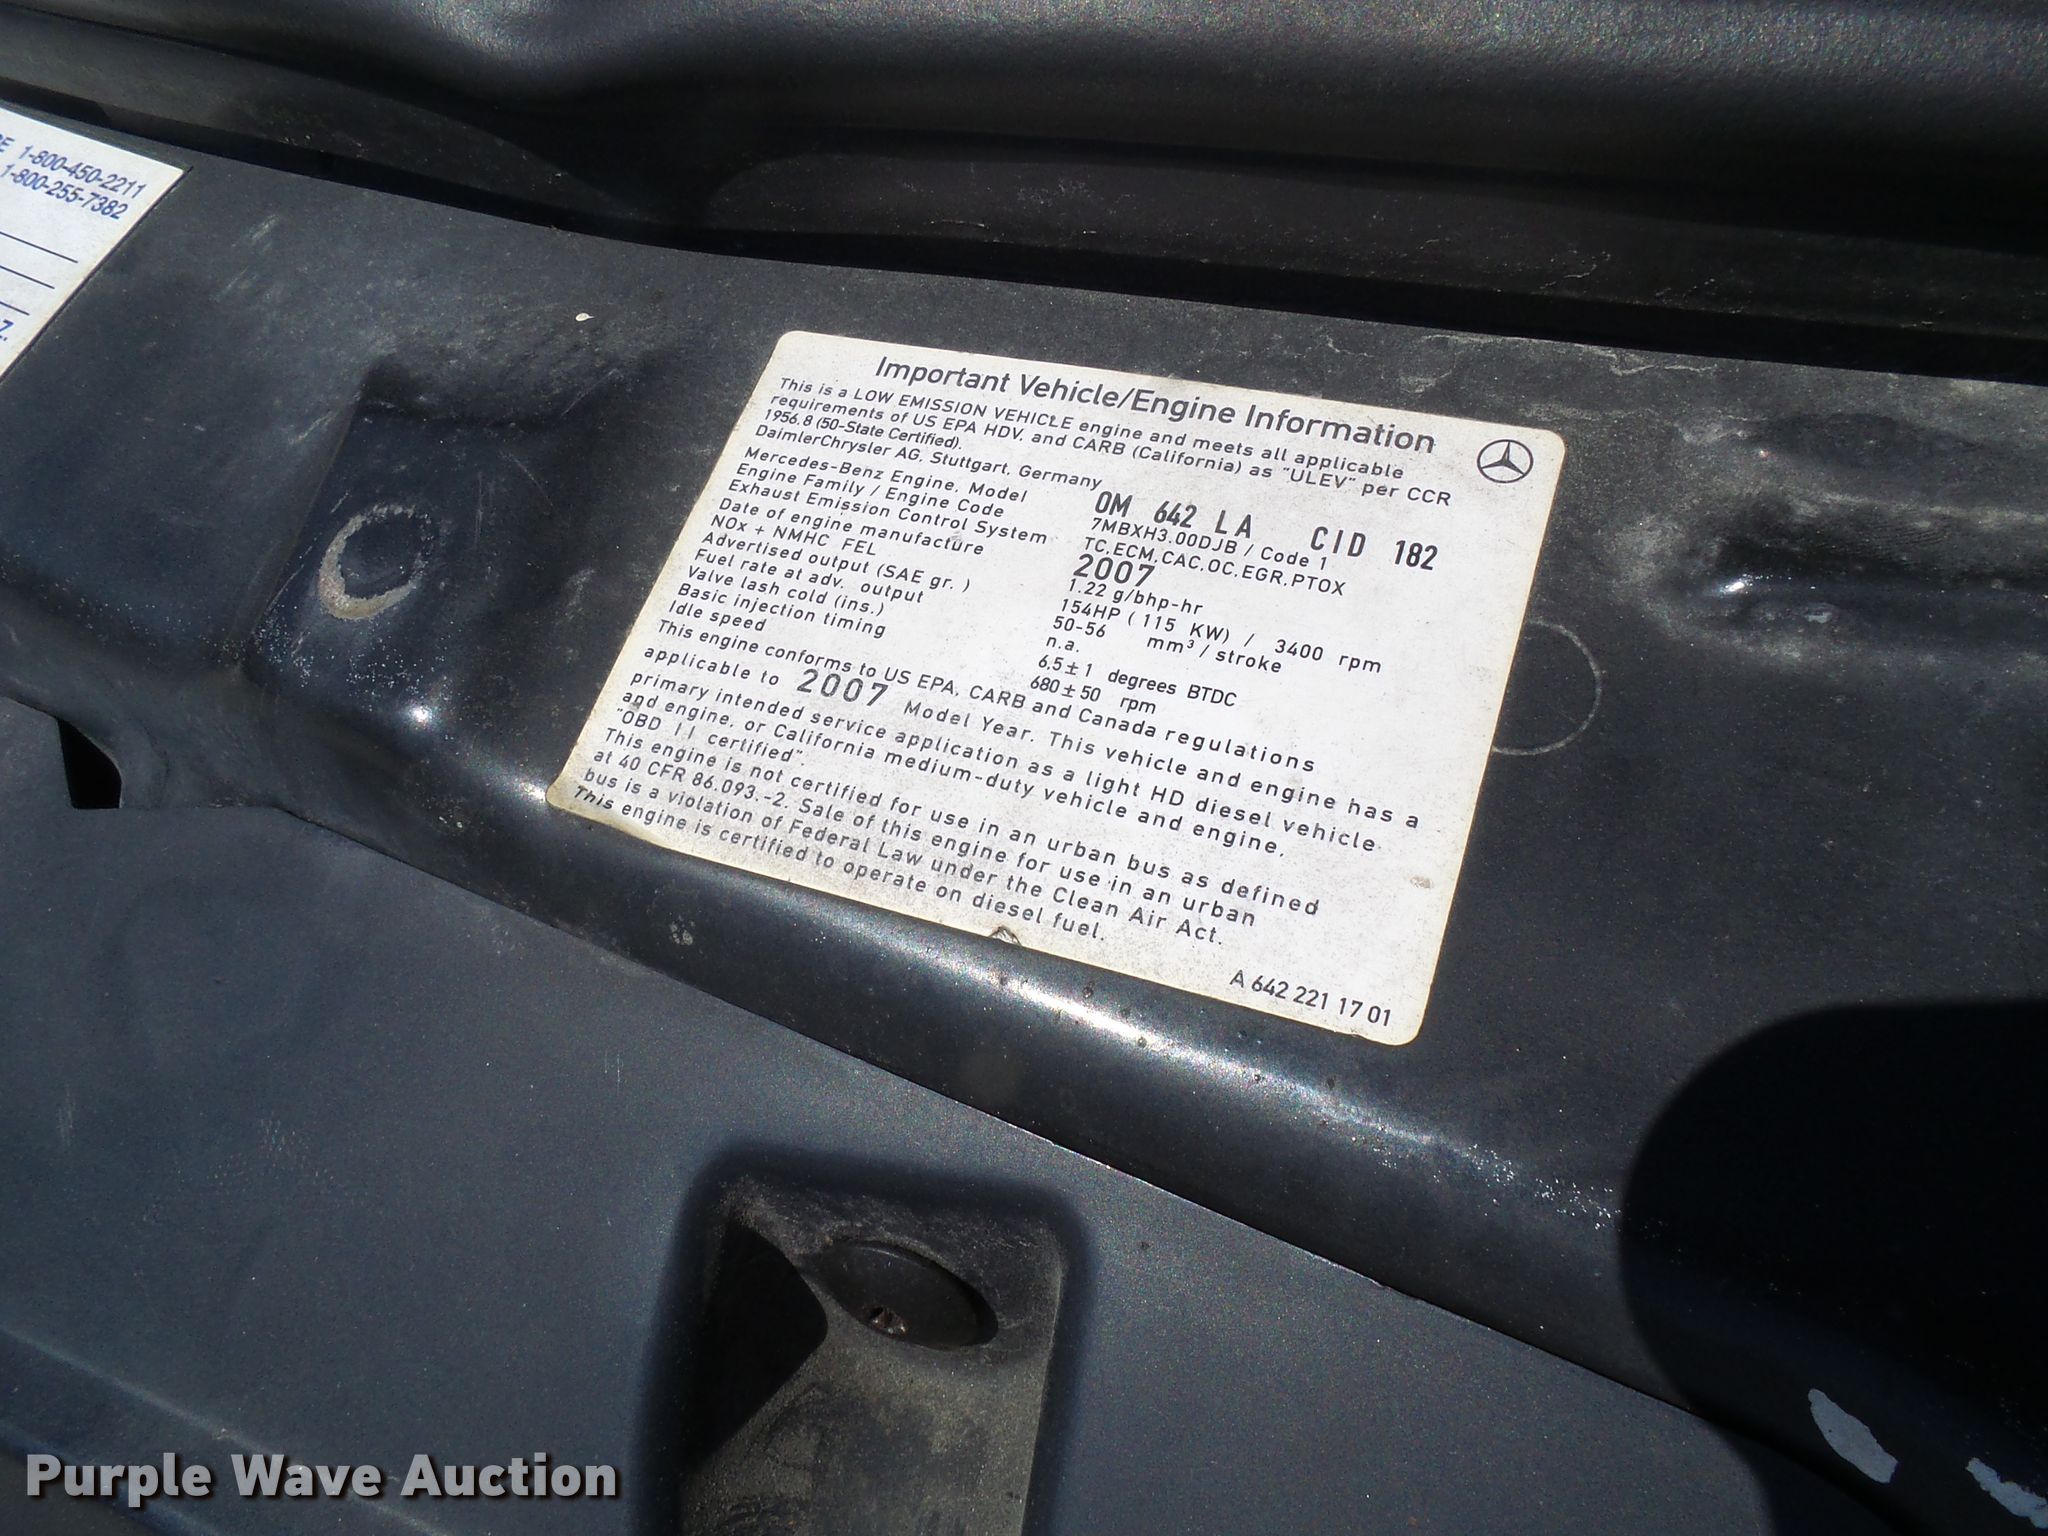 1-800-450-2211
1-800-255-7382
Important Vehicle/Engine Information
This is a LOW EMISSION VEHICLE engine and meets all applicable
requirements of US EPA HDV, and CARB (California) as "ULEV" per CCR
1956.8 (50-State Certified).
DaimlerChrysler AG, Stuttgart, Germany
Mercedes-Benz Engine, Model OM 642 LA CID 182
Engine Family / Engine Code 7MBXH3.00DJB / Code 1
Exhaust Emission Control System TC,ECM,CAC,OC,EGR,PTOX
Date of engine manufacture 2007
NOx + NMHC FEL 1.22 g/bhp-hr
Advertised output (SAE gr.) 154HP (115 KW) / 3400 rpm
Fuel rate at adv. output 50-56 mm³/stroke
Valve lash cold (ins.) n.a.
Basic injection timing 6,5±1 degrees BTDC
Idle speed 680±50 rpm
This engine conforms to US EPA, CARB and Canada regulations
applicable to 2007 Model Year. This vehicle and engine has a
primary intended service application as a light HD diesel vehicle
and engine, or California medium-duty vehicle and engine.
"OBD II certified".
This engine is not certified for use in an urban bus as defined
at 40 CFR 86.093.-2. Sale of this engine for use in an urban
bus is a violation of Federal Law under the Clean Air Act.
This engine is certified to operate on diesel fuel.
A 642 221 17 01
Purple Wave Auction